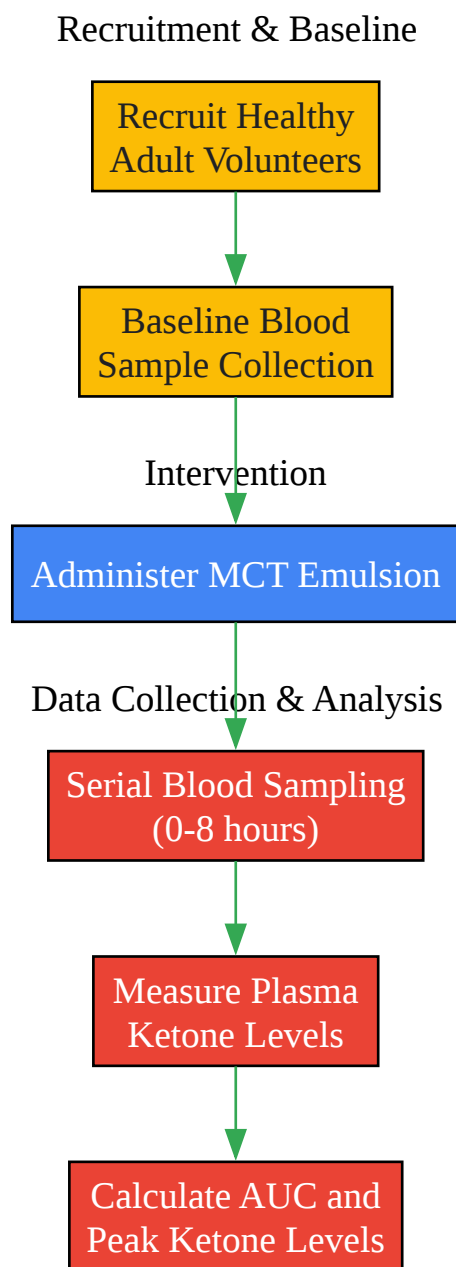 Recruitment & Baseline
Recruit Healthy
Adult Volunteers
Baseline Blood
Sample Collection
Intervention
Administer MCT Emulsion
Data Collection & Analysis
Serial Blood Sampling
(0-8 hours)
Measure Plasma
Ketone Levels
Calculate AUC and
Peak Ketone Levels